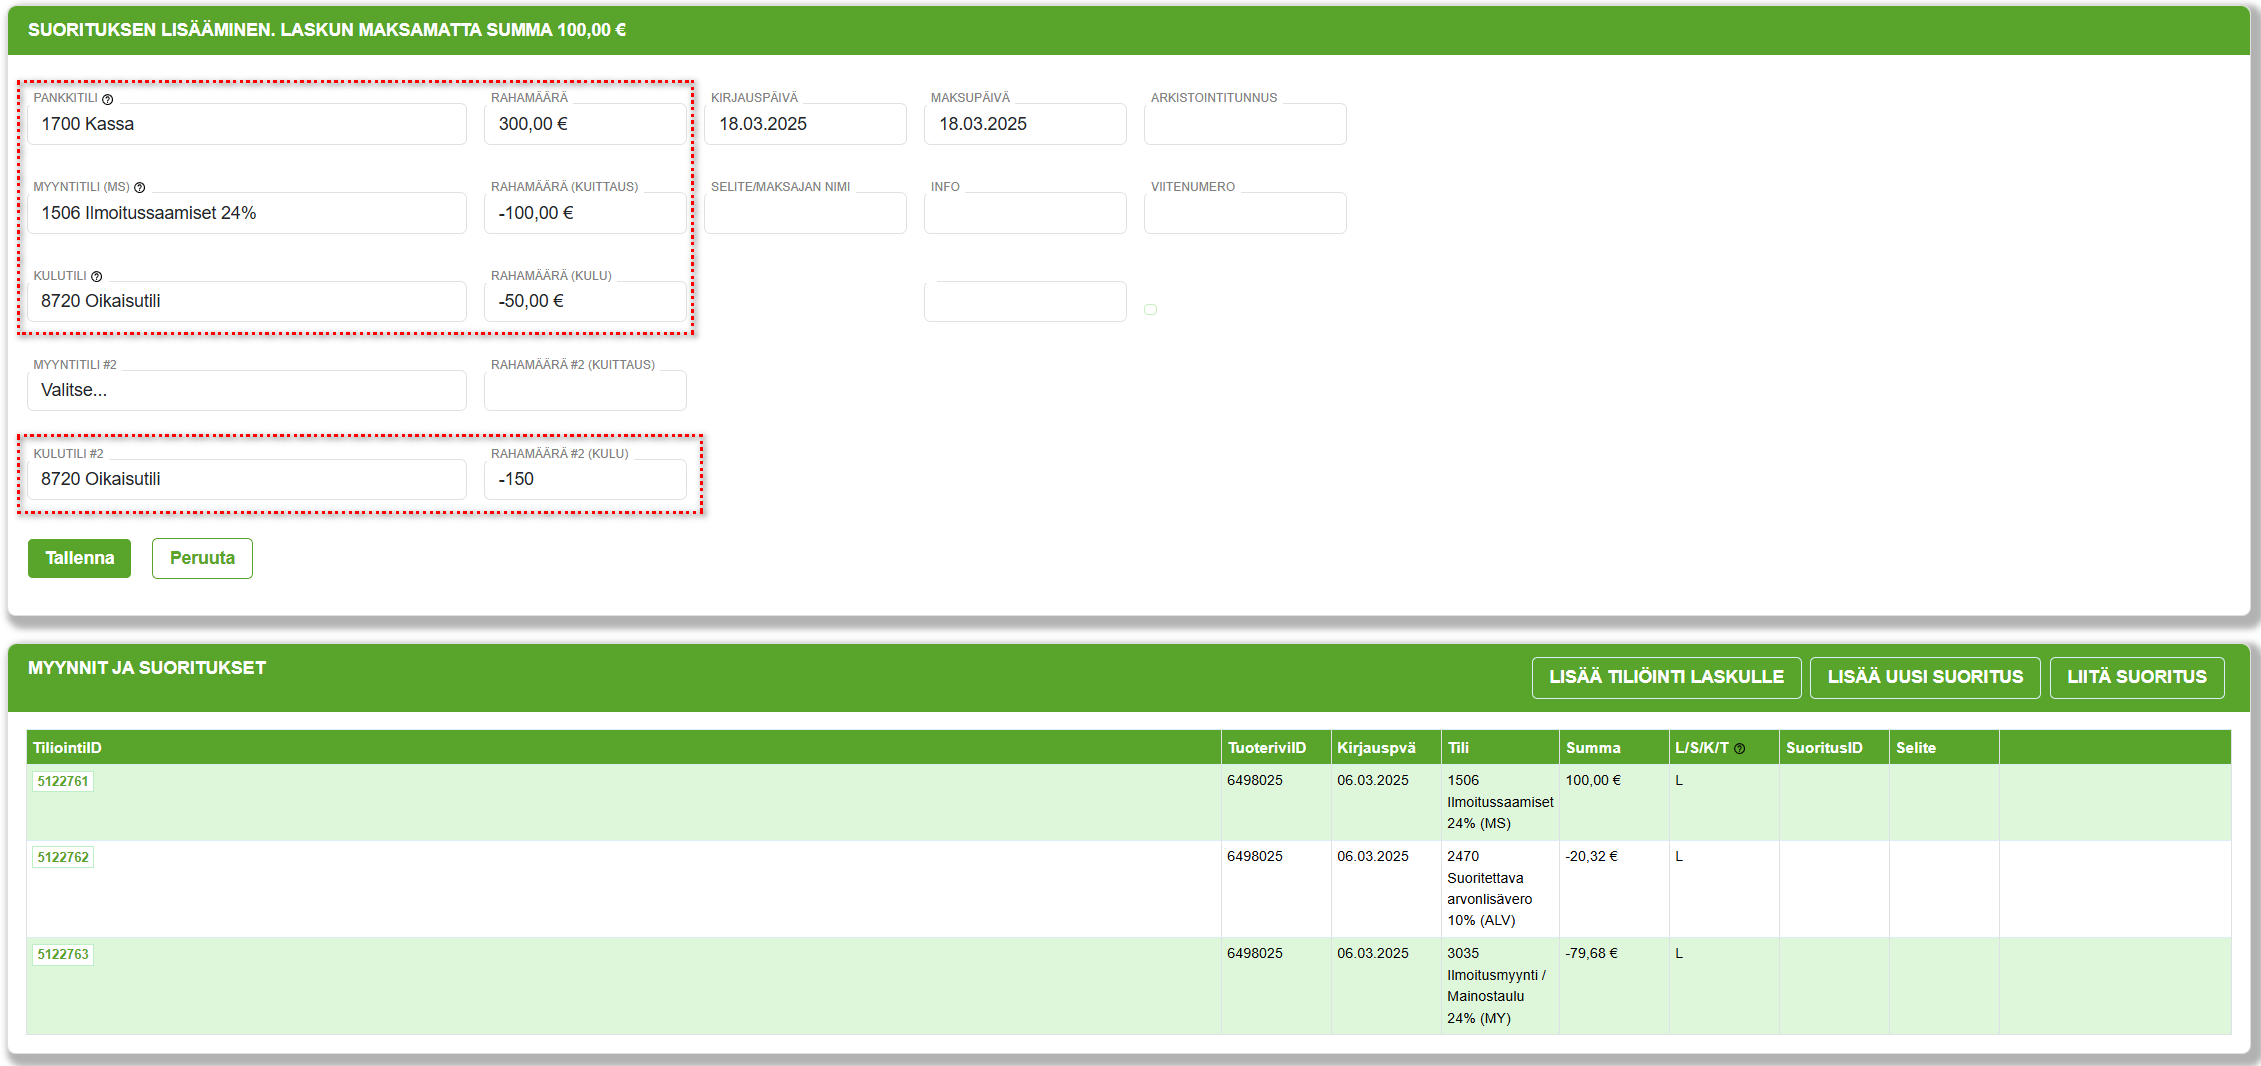 SUORITUKSEN LISÄÄMINEN. LASKUN MAKSAMATTA SUMMA 100,00 €
PANKKITILI RAHAMÄÄRÄ KIRJAUSPÄIVÄ MAKSUPÄIVÄ ARKISTOINTITUNNUS
1700 Kassa 300,00 € 18.03.2025 18.03.2025
MYYNTITILI (MS) RAHAMÄÄRÄ (KUITTAUS) SELITE/MAKSAJAN NIMI INFO VIITENUMERO
1506 Ilmoitussaamiset 24% -100,00 €
KULUTILI RAHAMÄÄRÄ (KULU)
8720 Oikaisutili -50,00 €
MYYNTITILI #2 RAHAMÄÄRÄ #2 (KUITTAUS)
Valitse...
KULUTILI #2 RAHAMÄÄRÄ #2 (KULU)
8720 Oikaisutili -150
Tallenna Peruuta
MYYNNIT JA SUORITUKSET LISÄÄ TILIÖINTI LASKULLE LISÄÄ UUSI SUORITUS LIITÄ SUORITUS
TiliointiID TuoteriviID Kirjauspvä Tili Summa L/S/K/T SuoritusID Selite
5122761 6498025 06.03.2025 1506 100,00 € L
Ilmoitussaamiset
24% (MS)
5122762 6498025 06.03.2025 2470 -20,32 € L
Suoritettava
arvonlisävero
10% (ALV)
5122763 6498025 06.03.2025 3035 -79,68 € L
Ilmoitusmyynti /
Mainostaulu
24% (MY)